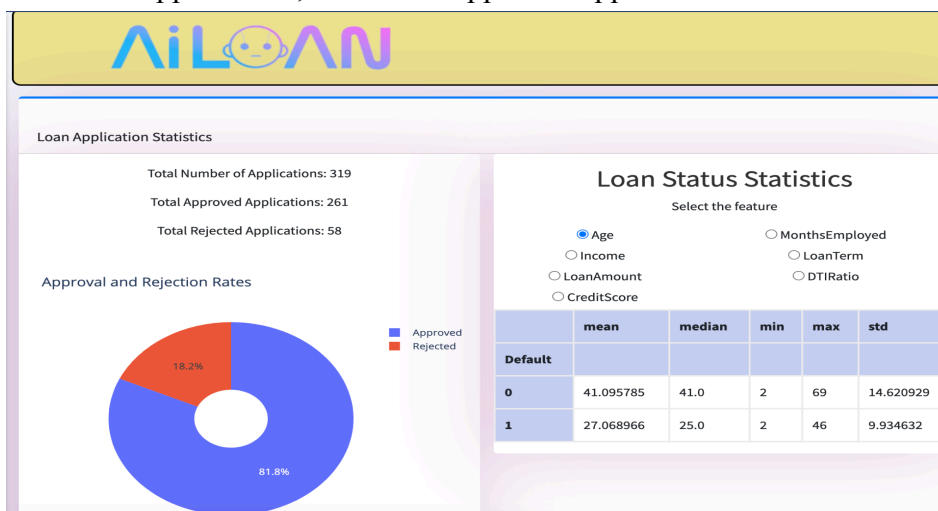 AiLOAN
Loan Application Statistics
Total Number of Applications: 319
Total Approved Applications: 261
Total Rejected Applications: 58
Approval and Rejection Rates
Approved
Rejected
18.2%
81.8%
Loan Status Statistics
Select the feature
Age MonthsEmployed
Income LoanTerm
LoanAmount DTIRatio
CreditScore
mean median min max std
Default
0 41.095785 41.0 2 69 14.620929
1 27.068966 25.0 2 46 9.934632